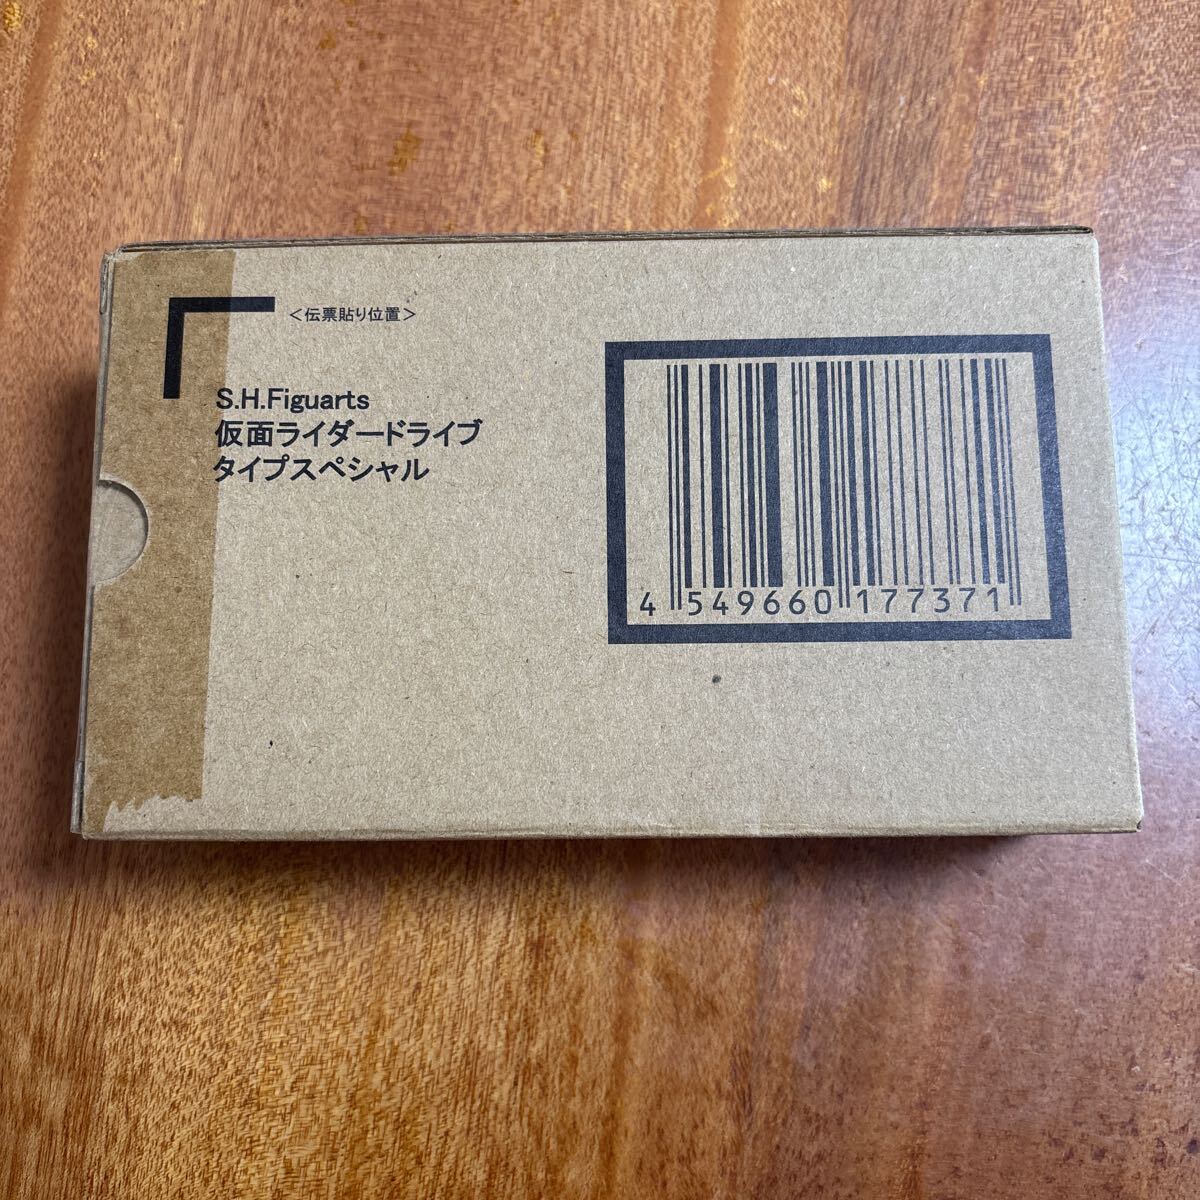 ＜伝票貼り位置＞
S.H.Figuarts
仮面ライダードライブ
タイプスペシャル
4 549660 177371